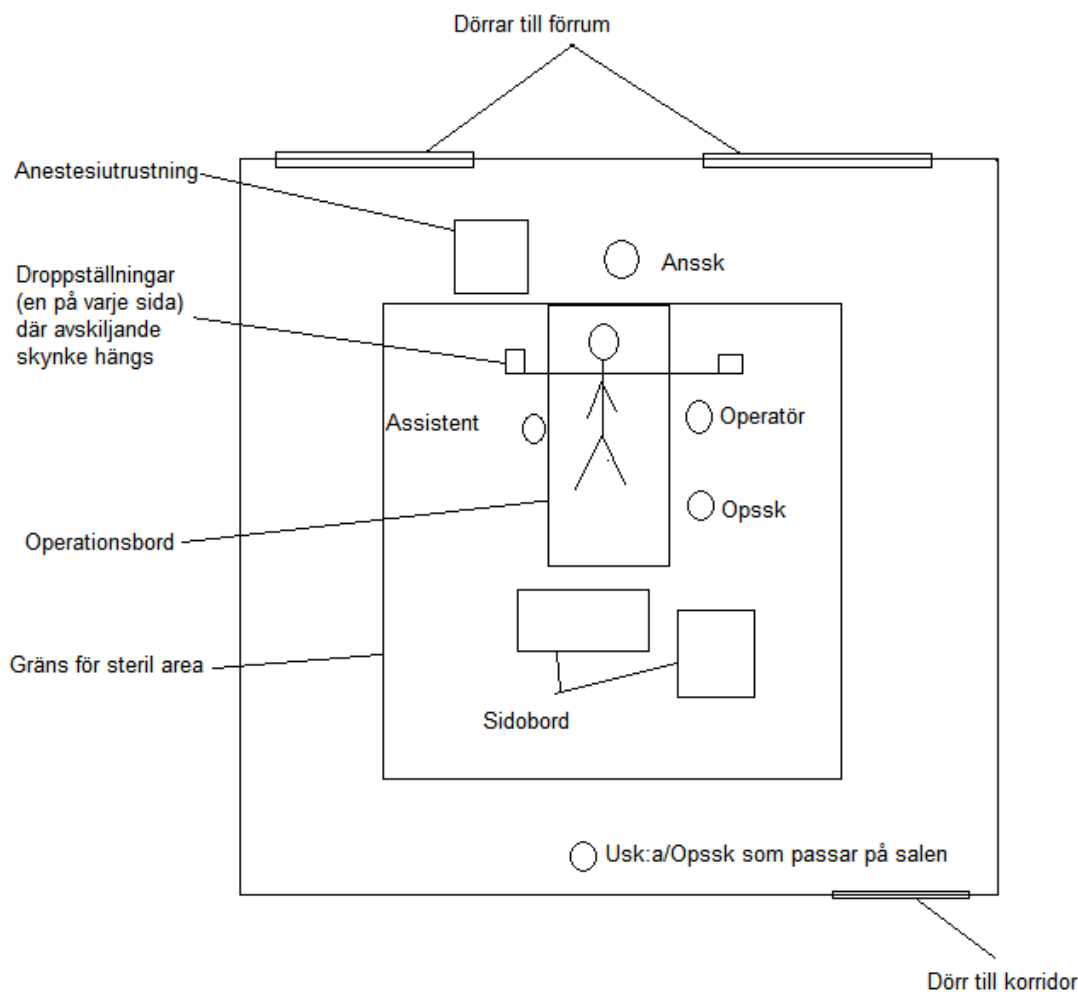 Dörrar till förrum
Anestesiutrustning
Anssk
Droppställningar
(en på varje sida)
där avskiljande
skynke hängs
Assistent
Operatör
Opssk
Operationsbord
Gräns för steril area
Sidobord
Usk:a/Opssk som passar på salen
Dörr till korridor